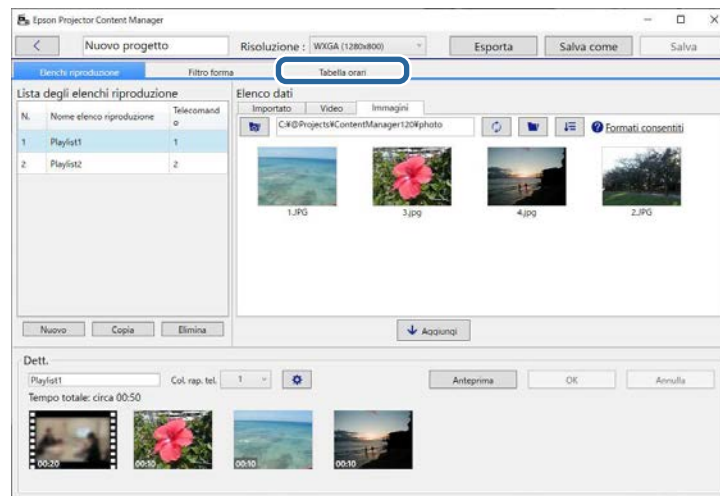 Epson Projector Content Manager
Nuovo progetto
Risoluzione : WXGA (1280x800)
Esporta
Salva come
Salva
Elenchi riproduzione
Filtro forma
Tabella orari
Lista degli elenchi riproduzione
N. Nome elenco riproduzione Telecomando
1 Playlist1 1
2 Playlist2 2
Nuovo
Copia
Elimina
Elenco dati
Importato
Video
Immagini
C:¥@Projects¥ContentManager120¥photo
Formati consentiti
1.JPG
3.jpg
4.jpg
2.JPG
Aggiungi
Dett.
Playlist1
Col. rap. tel.
1
Anteprima
OK
Annulla
Tempo totale: circa 00:50
00:20
00:10
00:10
00:10